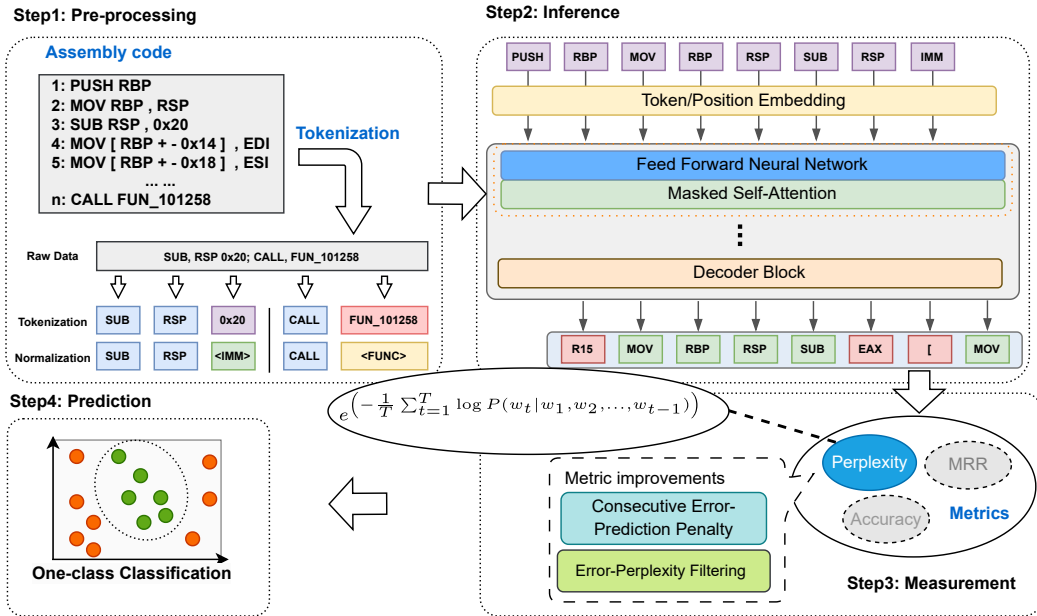 Step1: Pre-processing
Assembly code
1: PUSH RBP
2: MOV RBP , RSP
3: SUB RSP , 0x20
4: MOV [ RBP + - 0x14 ] , EDI
5: MOV [ RBP + - 0x18 ] , ESI
... ...
n: CALL FUN_101258
Tokenization
Raw Data
SUB, RSP 0x20; CALL, FUN_101258
Tokenization SUB RSP 0x20 CALL FUN_101258
Normalization SUB RSP <IMM> CALL <FUNC>
Step2: Inference
PUSH RBP MOV RBP RSP SUB RSP IMM
Token/Position Embedding
Feed Forward Neural Network
Masked Self-Attention
⋮
Decoder Block
R15 MOV RBP RSP SUB EAX [ MOV
e^(-1/T ∑_{t=1}^{T} log P(w_t|w_1,w_2,...,w_{t-1}))
Perplexity
MRR
Accuracy
Metrics
Metric improvements
Consecutive Error-
Prediction Penalty
Error-Perplexity Filtering
Step3: Measurement
Step4: Prediction
One-class Classification